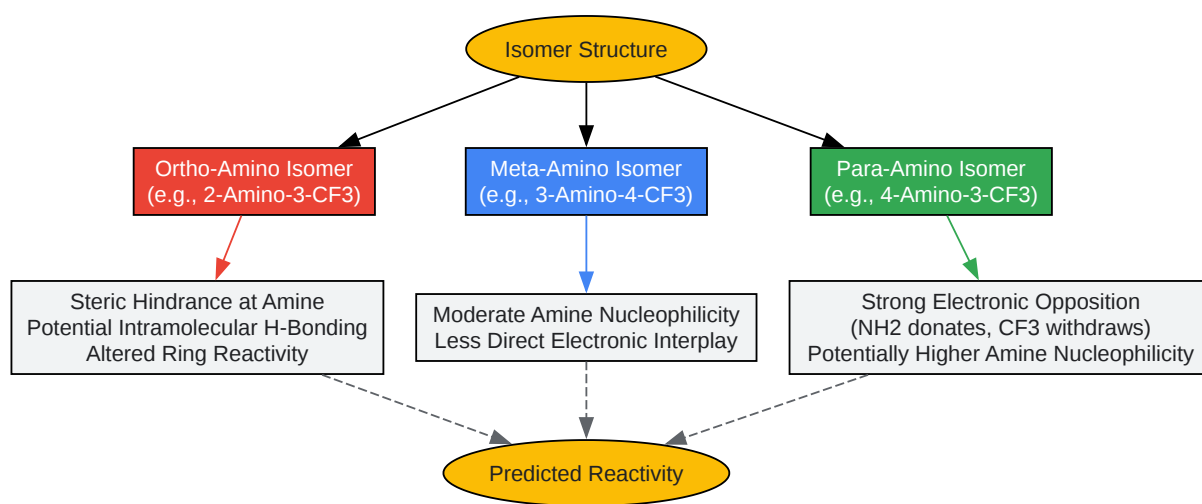 Isomer Structure
Ortho-Amino Isomer
(e.g., 2-Amino-3-CF3)
Meta-Amino Isomer
(e.g., 3-Amino-4-CF3)
Para-Amino Isomer
(e.g., 4-Amino-3-CF3)
Steric Hindrance at Amine
Potential Intramolecular H-Bonding
Altered Ring Reactivity
Moderate Amine Nucleophilicity
Less Direct Electronic Interplay
Strong Electronic Opposition
(NH2 donates, CF3 withdraws)
Potentially Higher Amine Nucleophilicity
Predicted Reactivity